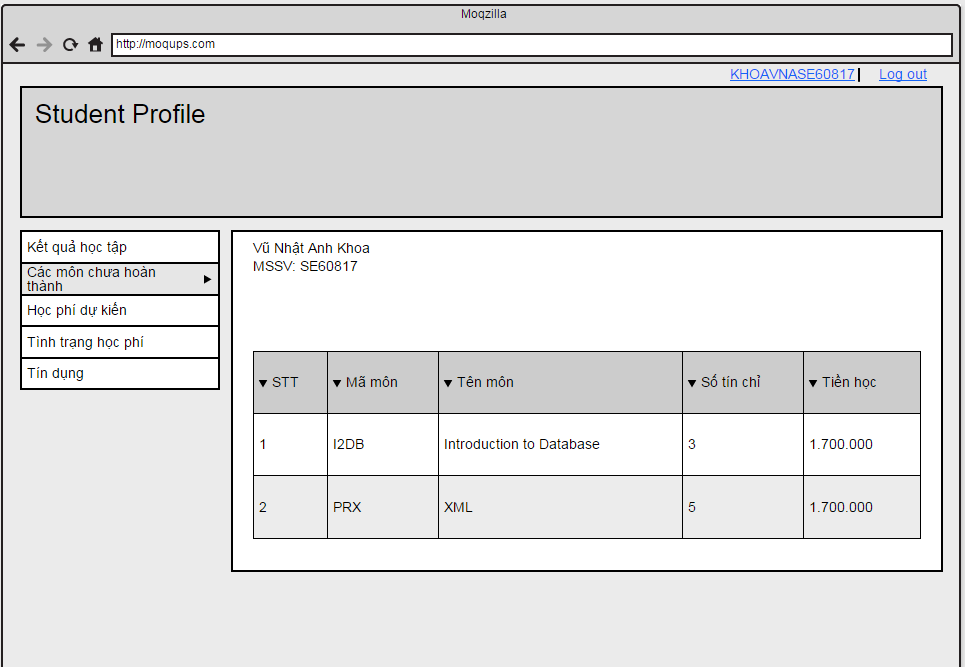 Moqzilla
http://moqups.com
KHOAVNASE60817 Log out
Student Profile
Kết quả học tập
Các môn chưa hoàn
thành
Học phí dự kiến
Tình trạng học phí
Tín dụng
Vũ Nhật Anh Khoa
MSSV: SE60817
STT Mã môn Tên môn Số tín chỉ Tiền học
1 I2DB Introduction to Database 3 1.700.000
2 PRX XML 5 1.700.000